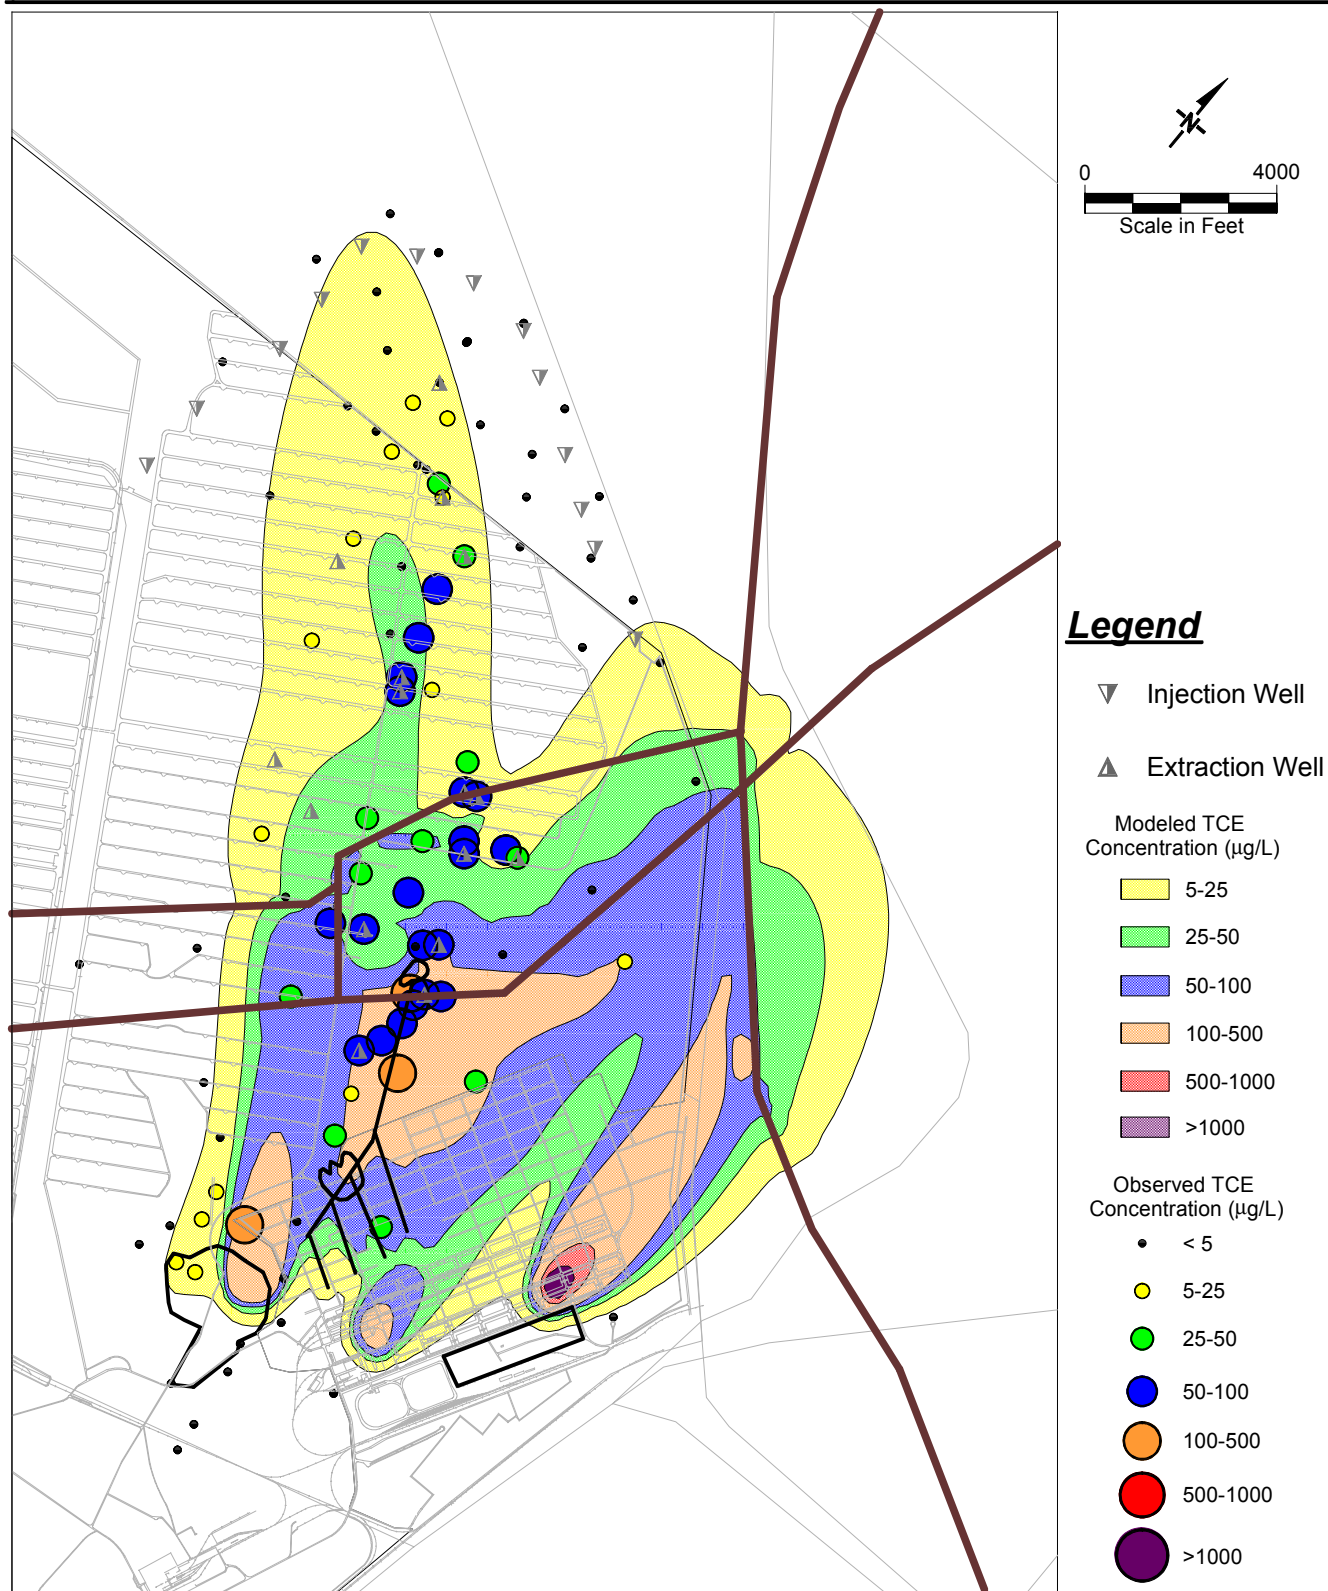 N
0 4000
Scale in Feet
Legend
Injection Well
Extraction Well
Modeled TCE
Concentration (µg/L)
5-25
25-50
50-100
100-500
500-1000
>1000
Observed TCE
Concentration (µg/L)
< 5
5-25
25-50
50-100
100-500
500-1000
>1000